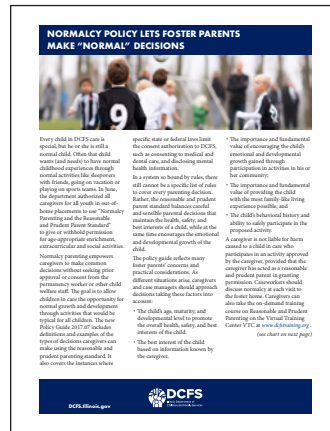 NORMALCY POLICY LETS FOSTER PARENTS
MAKE “NORMAL” DECISIONS
9
Every child in DCFS care is
special, but he or she is still a
normal child. Often that child
wants (and needs) to have normal
childhood experiences through
normal activities like sleepovers
with friends, going on vacation or
playing on sports teams. In June,
the department authorized all
caregivers for all youth in out-of-
home placements to use “Normalcy
Parenting and the Reasonable
and Prudent Parent Standard”
to give or withhold permission
for age-appropriate enrichment,
extracurricular and social activities.
Normalcy parenting empowers
caregivers to make common
decisions without seeking prior
approval or consent from the
permanency worker or other child
welfare staff. The goal is to allow
children in care the opportunity for
normal growth and development
through activities that would be
typical for all children. The new
Policy Guide 2017.07 includes
definitions and examples of the
types of decisions caregivers can
make using the reasonable and
prudent parenting standard. It
also covers the instances where
specific state or federal laws limit
the consent authorization to DCFS,
such as consenting to medical and
dental care, and disclosing mental
health information.
In a system so bound by rules, there
still cannot be a specific list of rules
to cover every parenting decision.
Rather, the reasonable and prudent
parent standard balances careful
and sensible parental decisions that
maintain the health, safety, and
best interests of a child, while at the
same time encourages the emotional
and developmental growth of the
child.
The policy guide reflects many
foster parents’ concerns and
practical considerations. As
different situations arise, caregivers
and case managers should approach
decisions taking these factors into
account:
• The child’s age, maturity, and
developmental level to promote
the overall health, safety, and best
interests of the child.
• The best interest of the child
based on information known by
the caregiver.
• The importance and fundamental
value of encouraging the child’s
emotional and developmental
growth gained through
participation in activities in his or
her community.
• The importance and fundamental
value of providing the child
with the most family-like living
experience possible; and
• The child’s behavioral history and
ability to safely participate in the
proposed activity.
A caregiver is not liable for harm
caused to a child in care who
participates in an activity approved
by the caregiver, provided that the
caregiver has acted as a reasonable
and prudent parent in granting
permission. Caseworkers should
discuss normalcy at each visit to
the foster home. Caregivers can
also take the on-demand training
course on Reasonable and Prudent
Parenting on the Virtual Training
Center VTC at www.dcfstraining.org .
(see chart on next page)
DCFS.Illinois.gov
DCFS